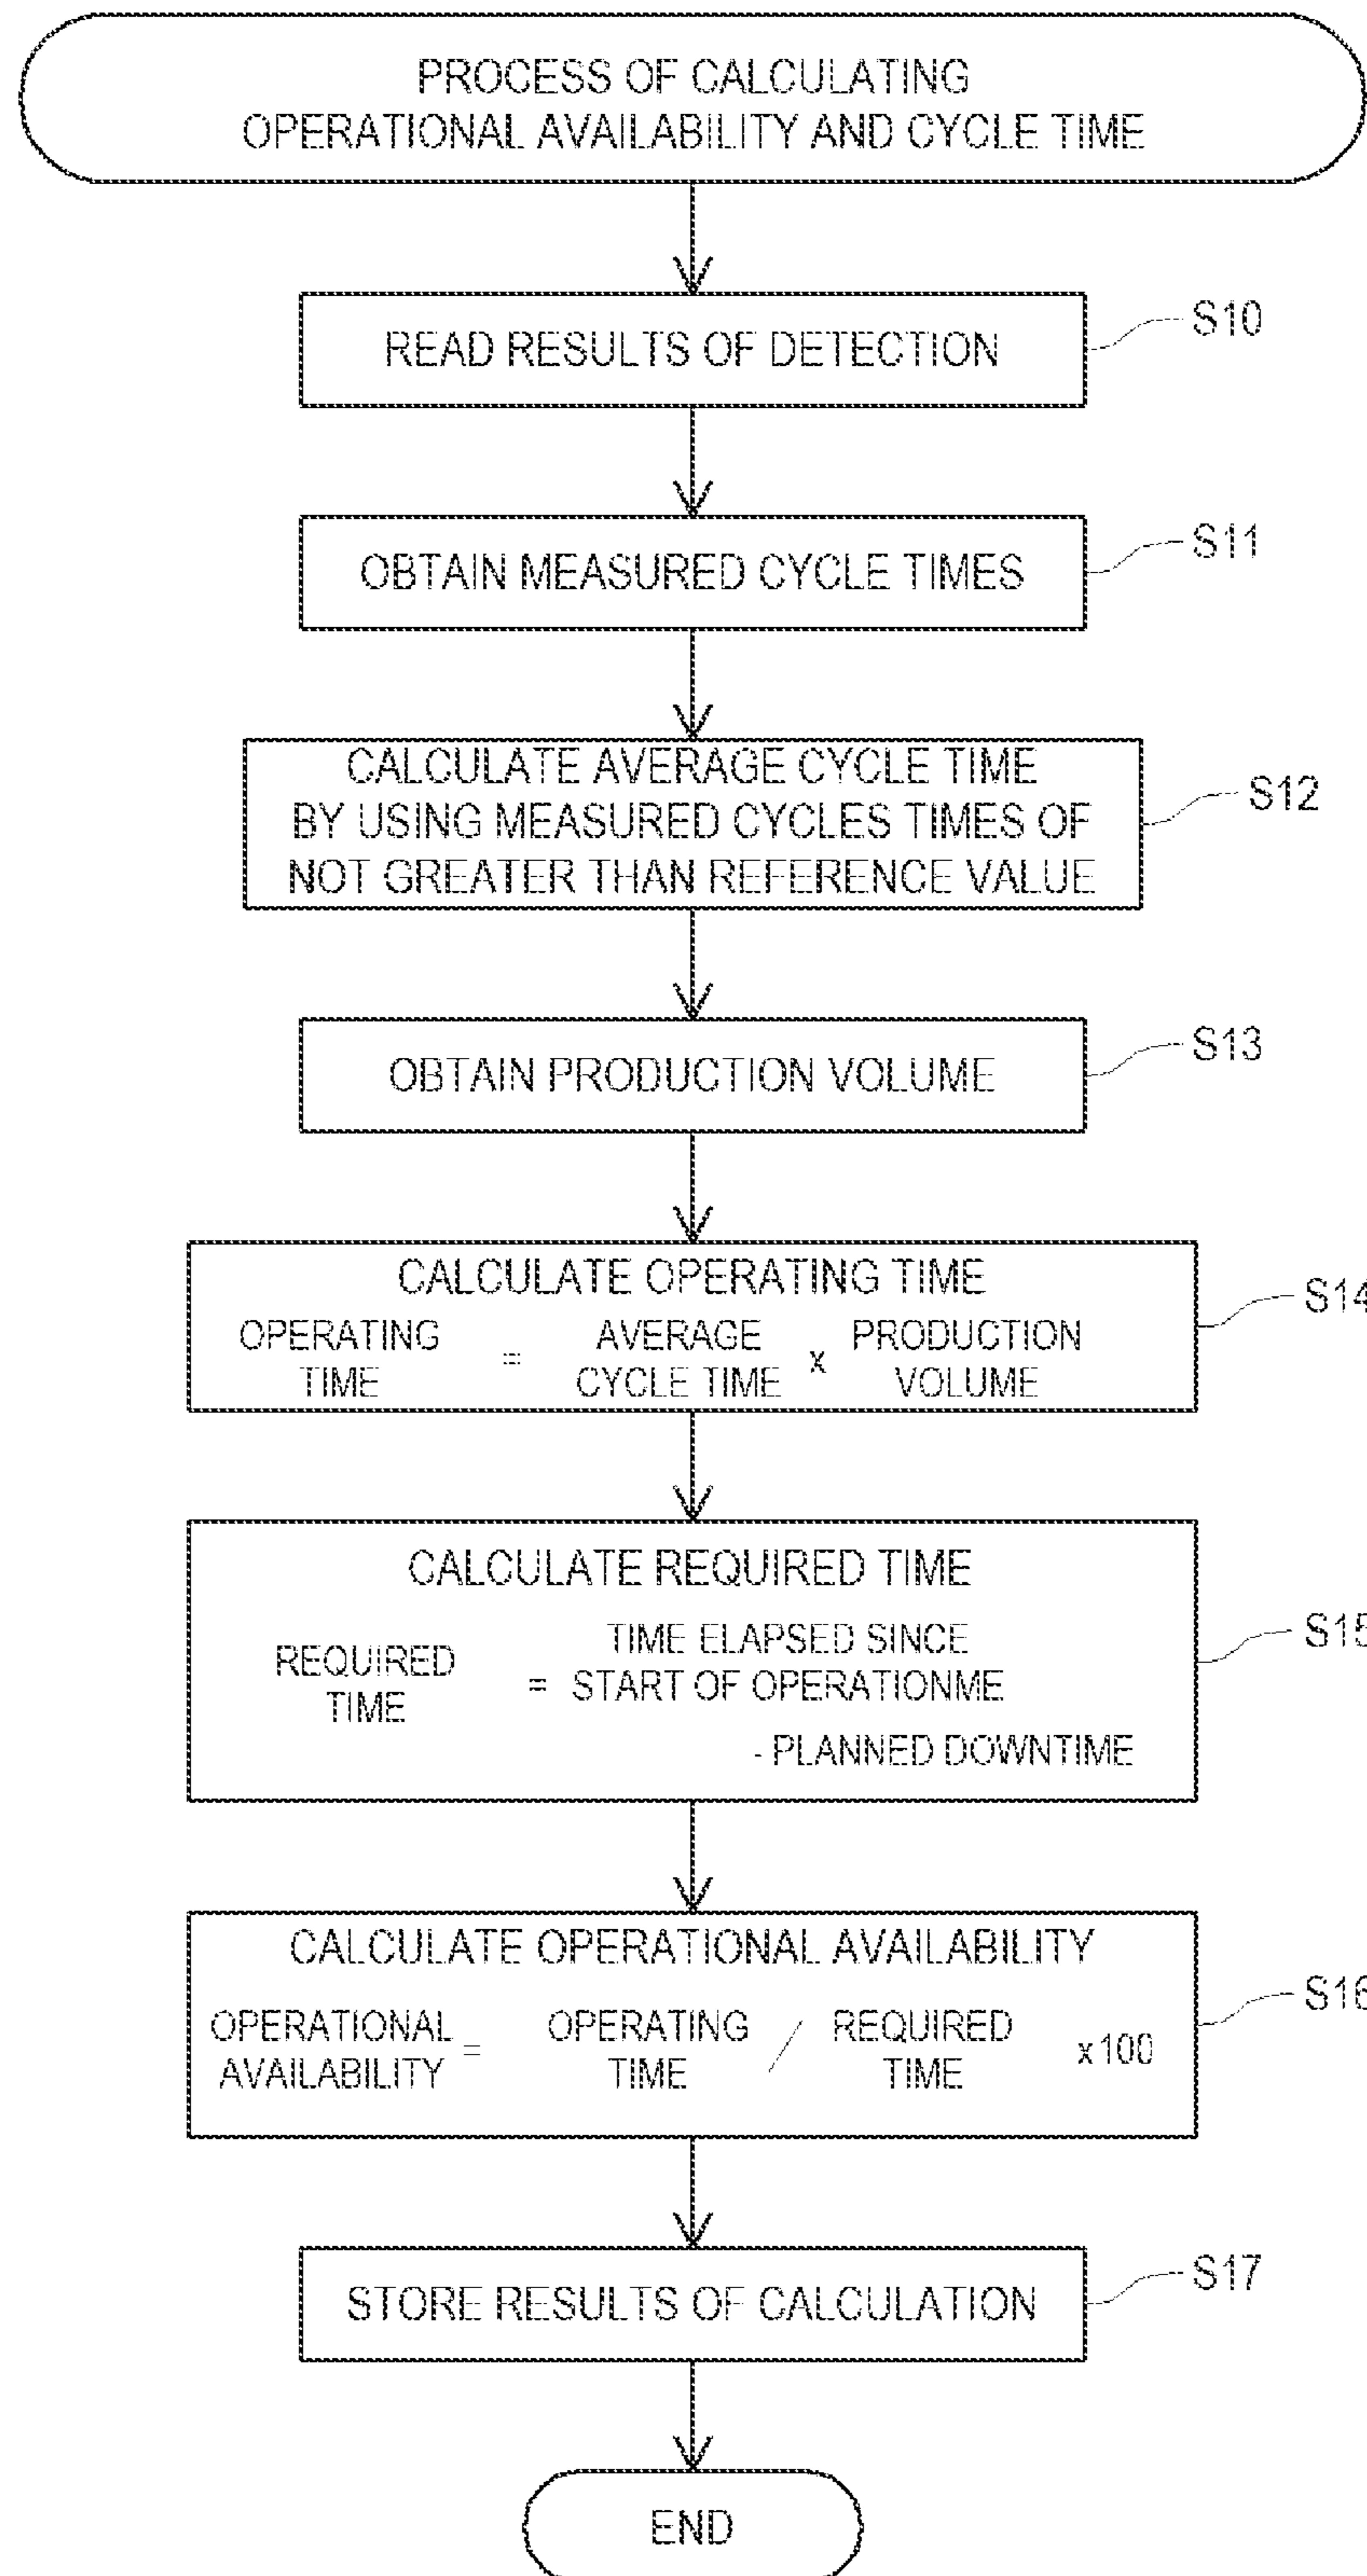 PROCESS OF CALCULATING
OPERATIONAL AVAILABILITY AND CYCLE TIME
READ RESULTS OF DETECTION
S10
OBTAIN MEASURED CYCLE TIMES
S11
CALCULATE AVERAGE CYCLE TIME
BY USING MEASURED CYCLES TIMES OF
NOT GREATER THAN REFERENCE VALUE
S12
OBTAIN PRODUCTION VOLUME
S13
CALCULATE OPERATING TIME
OPERATING TIME = AVERAGE CYCLE TIME x PRODUCTION VOLUME
S14
CALCULATE REQUIRED TIME
REQUIRED TIME = TIME ELAPSED SINCE
START OF OPERATIONME
- PLANNED DOWNTIME
S15
CALCULATE OPERATIONAL AVAILABILITY
OPERATIONAL AVAILABILITY = OPERATING TIME / REQUIRED TIME x100
S16
STORE RESULTS OF CALCULATION
S17
END